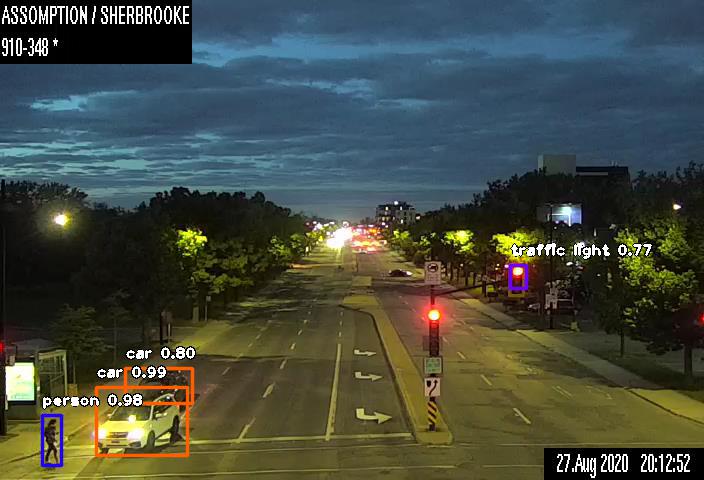 ASSOMPTION / SHERBROOKE
910-348 *
traffic light 0.77
car 0.80
car 0.99
person 0.98
27.Aug 2020 20:12:52